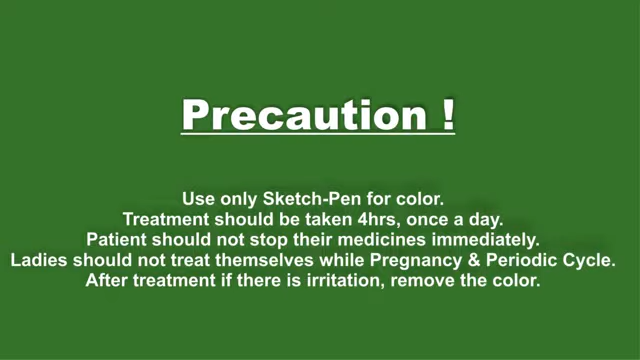 Precaution !
Use only Sketch-Pen for color.
Treatment should be taken 4hrs, once a day.
Patient should not stop their medicines immediately.
Ladies should not treat themselves while Pregnancy & Periodic Cycle.
After treatment if there is irritation, remove the color.